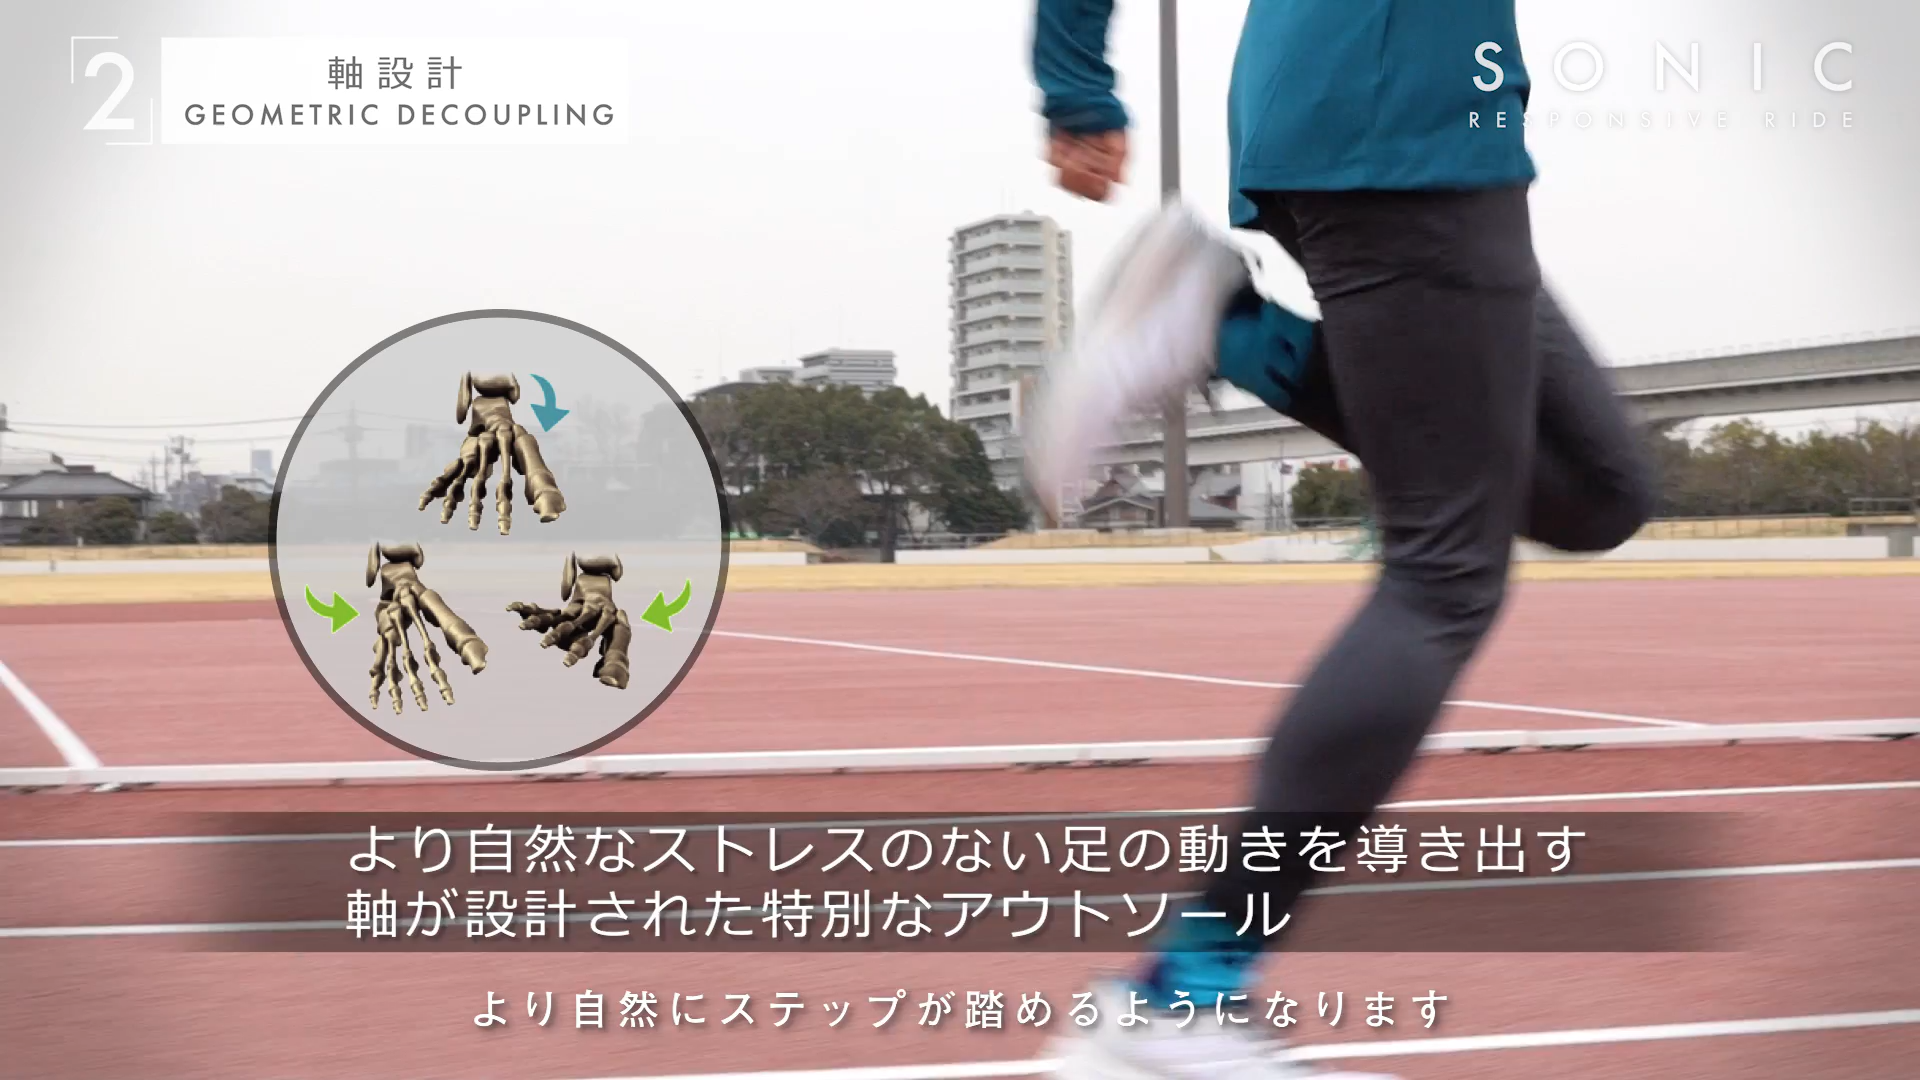 2
軸設計
GEOMETRIC DECOUPLING
SONIC
RESPONSIVE RIDE
より自然なストレスのない足の動きを導き出す
軸が設計された特別なアウトソール
より自然にステップが踏めるようになります